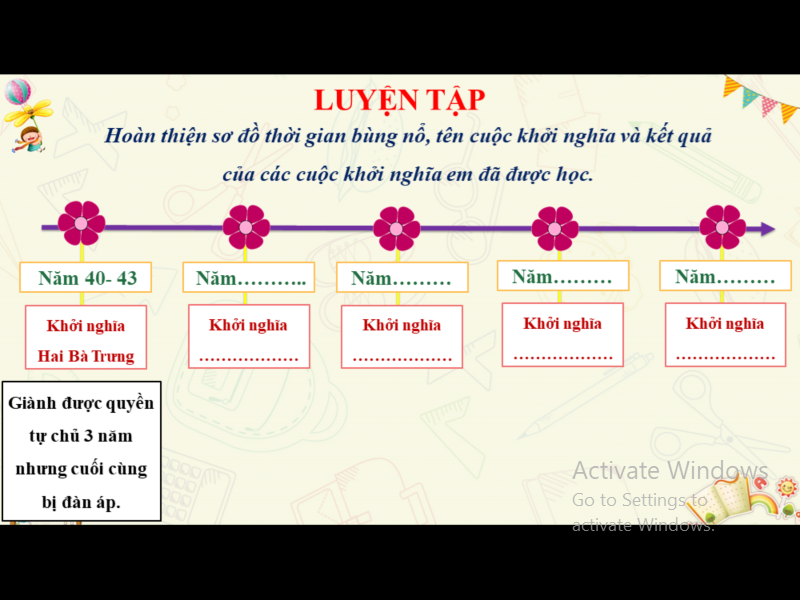 LUYỆN TẬP
Hoàn thiện sơ đồ thời gian bùng nổ, tên cuộc khởi nghĩa và kết quả
của các cuộc khởi nghĩa em đã được học.
Năm 40- 43
Năm………..
Năm………
Năm………
Năm………
Khởi nghĩa
Hai Bà Trưng
Khởi nghĩa
………………
Khởi nghĩa
………………
Khởi nghĩa
………………
Khởi nghĩa
………………
Giành được quyền
tự chủ 3 năm
nhưng cuối cùng
bị đàn áp.
Activate Windows
Go to Settings to
activate Windows.